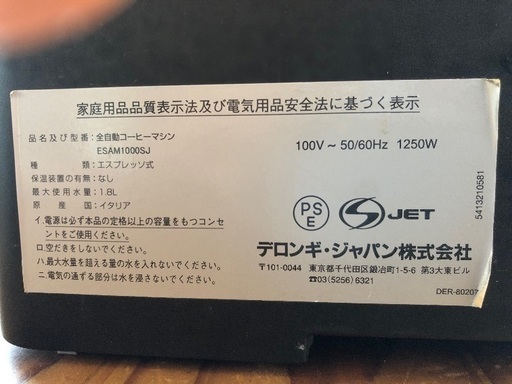 家庭用品品質表示法及び電気用品安全法に基づく表示
品名及び型番：全自動コーヒーマシン
ESAM1000SJ
種　　　　類：エスプレッソ式
保温装置の有無：なし
最大使用水量：1.8L
原　産　国：イタリア
イ.電源は必ず本品の定格以上の容量をもつコンセ
ントをご使用ください。
ロ.空だきをしないでください。
ハ.最大水量を超える量の水を入れないでください。
ニ.電気の通ずる部分は水を浸さないでください。
100V～50/60Hz 1250W
PS
E
S JET
デロンギ・ジャパン株式会社
〒101-0044 東京都千代田区鍛冶町1-5-6 第3大東ビル
☎03(5256)6321
DER-80207
5413210581